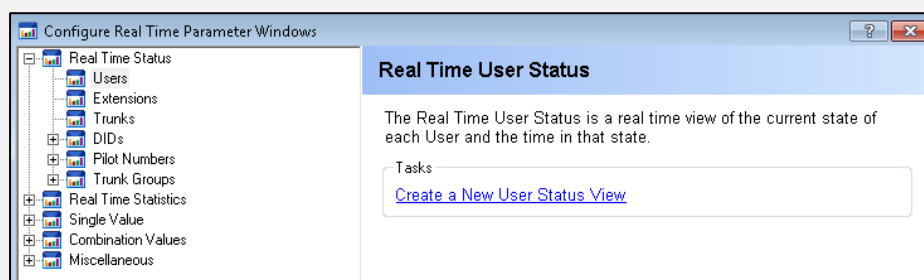 Configure Real Time Parameter Windows
Real Time Status
Users
Extensions
Trunks
DIDs
Pilot Numbers
Trunk Groups
Real Time Statistics
Single Value
Combination Values
Miscellaneous
Real Time User Status
The Real Time User Status is a real time view of the current state of
each User and the time in that state.
Tasks
Create a New User Status View